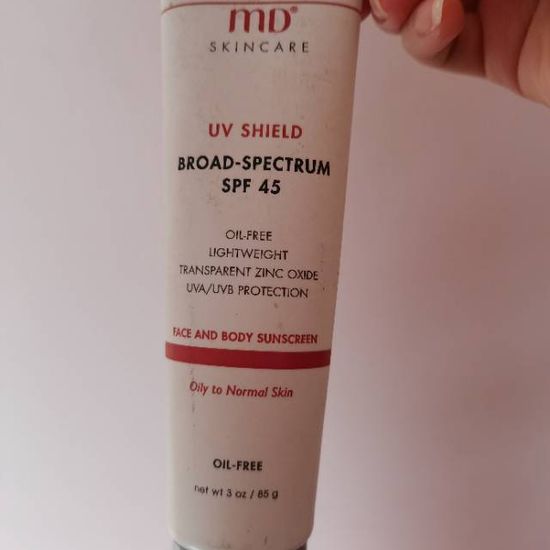 MD®
SKINCARE
UV SHIELD
BROAD-SPECTRUM
SPF 45
OIL-FREE
LIGHTWEIGHT
TRANSPARENT ZINC OXIDE
UVA/UVB PROTECTION
FACE AND BODY SUNSCREEN
Oily to Normal Skin
OIL-FREE
net wt 3 oz / 85 g